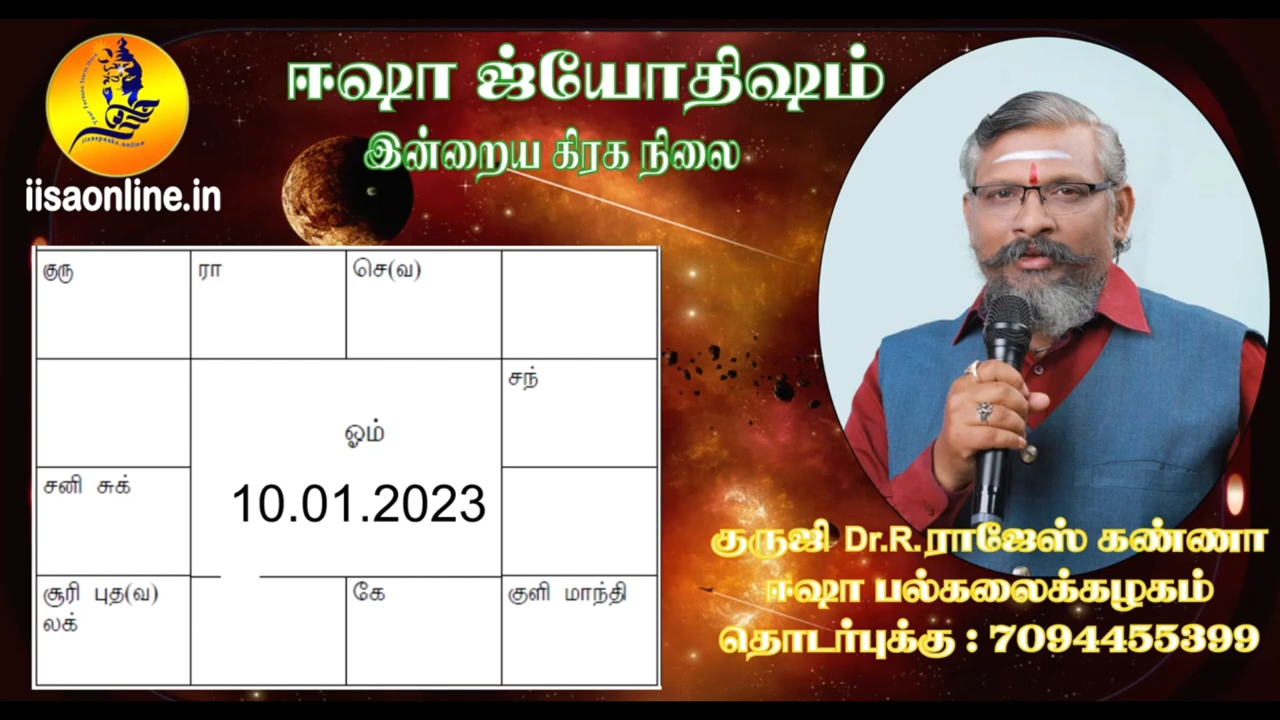 ஈஷா ஜ்யோதிஷம்
இன்றைய கிரக நிலை
iisaonline.in
குரு
ரா
செ(வ)
சந்
ஓம்
சனி சுக்
10.01.2023
சூரி புத(வ)
லக்
கே
குளி மாந்தி
குருஜி Dr.R.ராஜேஸ் கண்ணா
ஈஷா பல்கலைக்கழகம்
தொடர்புக்கு : 7094455399